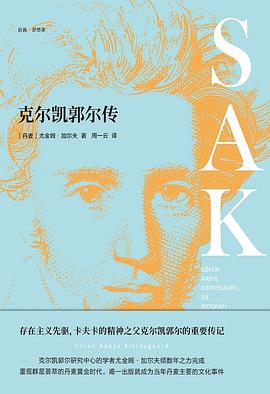 启真·思想家
SAK
克尔凯郭尔传
[丹麦] 尤金姆·加尔夫 著 周一云 译
SØREN
AABYE
KIERKEGAARD,
EN
BIOGRAFI
存在主义先驱,卡夫卡的精神之父克尔凯郭尔的重要传记
Søren Aabye Kierkegaard
克尔凯郭尔研究中心的学者尤金姆·加尔夫倾数年之力完成
重现群星荟萃的丹麦黄金时代,甫一出版就成为当年丹麦主要的文化事件